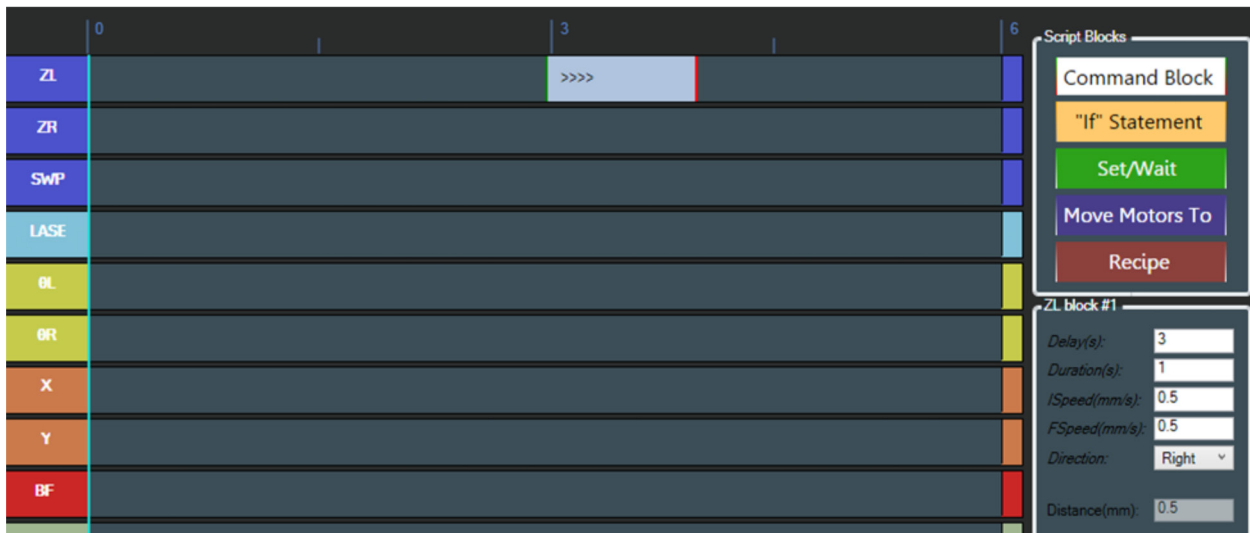 0 3 6
ZL >>>>
ZR
SWP
LASE
θL
θR
X
Y
BF
Script Blocks
Command Block
"If" Statement
Set/Wait
Move Motors To
Recipe
ZL block #1
Delay(s): 3
Duration(s): 1
ISpeed(mm/s): 0.5
FSpeed(mm/s): 0.5
Direction: Right
Distance(mm): 0.5